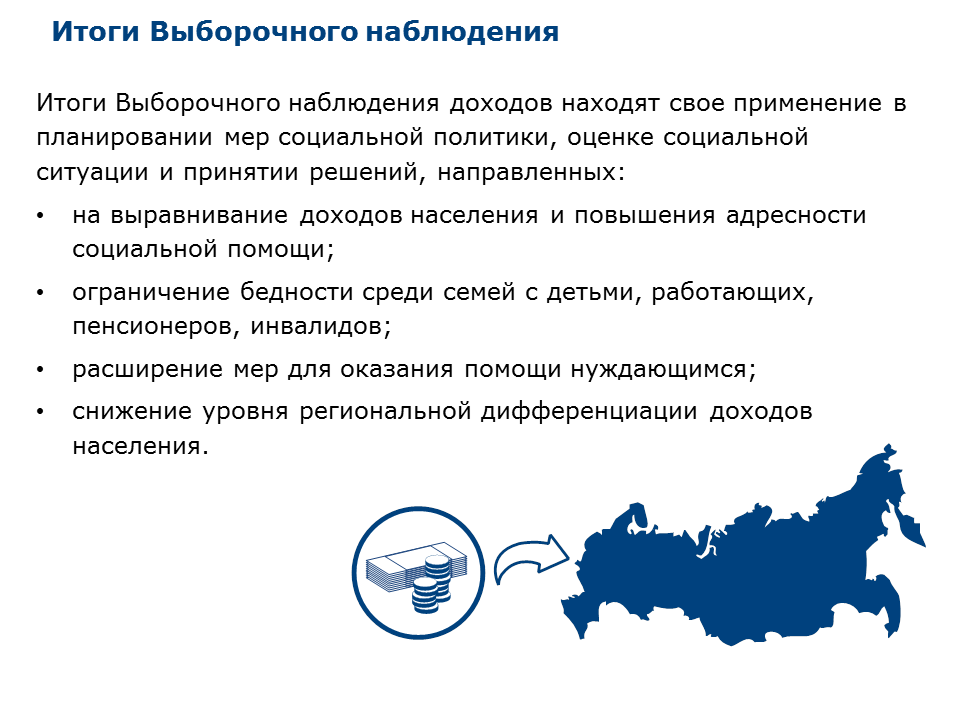 Итоги Выборочного наблюдения
Итоги Выборочного наблюдения доходов находят свое применение в
планировании мер социальной политики, оценке социальной
ситуации и принятии решений, направленных:
• на выравнивание доходов населения и повышения адресности
социальной помощи;
• ограничение бедности среди семей с детьми, работающих,
пенсионеров, инвалидов;
• расширение мер для оказания помощи нуждающимся;
• снижение уровня региональной дифференциации доходов
населения.